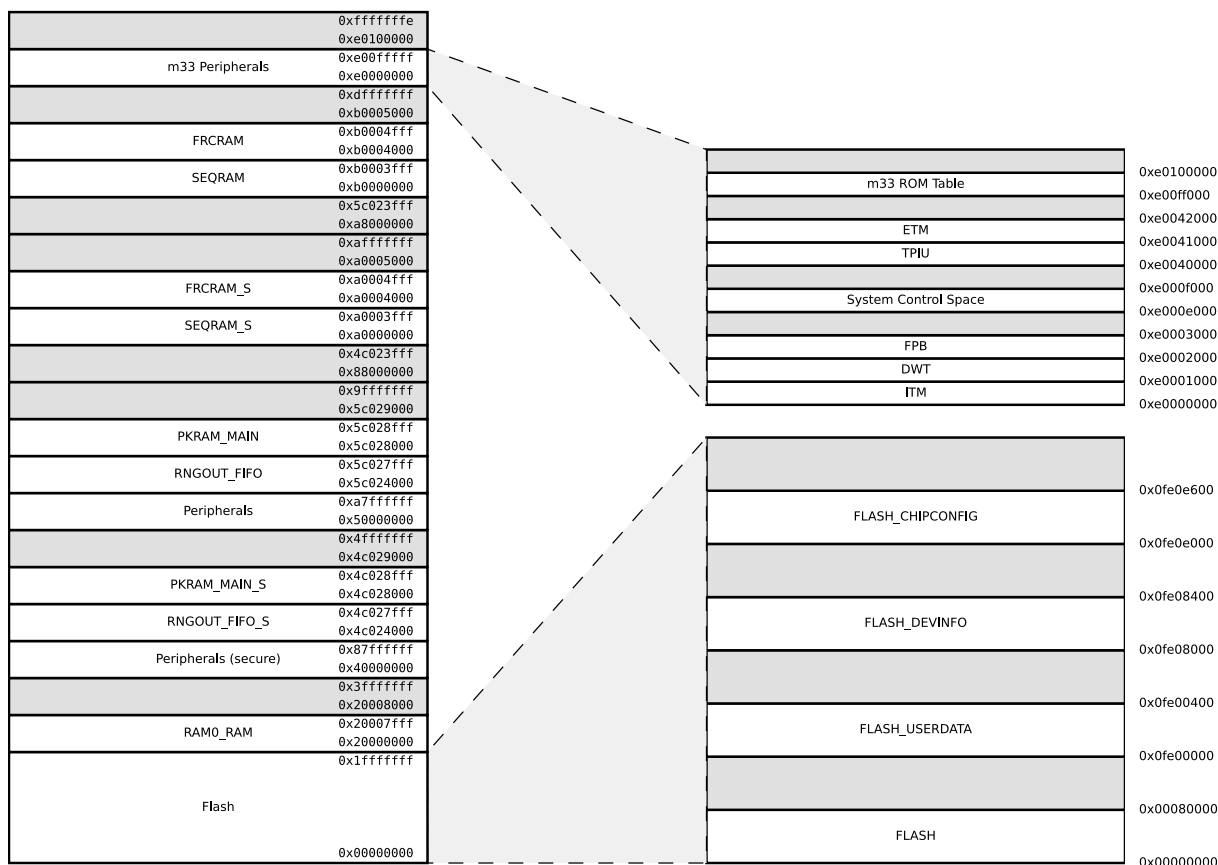 0xfffffffe
0xe0100000
m33 Peripherals
0xe00fffff
0xe0000000
0xdfffffff
0xb0005000
FRCRAM
0xb0004fff
0xb0004000
SEQRAM
0xb0003fff
0xb0000000
0x5c023fff
0xa8000000
0xafffffff
0xa0005000
FRCRAM_S
0xa0004fff
0xa0004000
SEQRAM_S
0xa0003fff
0xa0000000
0x4c023fff
0x88000000
0x9fffffff
0x5c029000
PKRAM_MAIN
0x5c028fff
0x5c028000
RNGOUT_FIFO
0x5c027fff
0x5c024000
Peripherals
0xa7ffffff
0x50000000
0x4fffffff
0x4c029000
PKRAM_MAIN_S
0x4c028fff
0x4c028000
RNGOUT_FIFO_S
0x4c027fff
0x4c024000
Peripherals (secure)
0x87ffffff
0x40000000
0x3fffffff
0x20008000
RAM0_RAM
0x20007fff
0x20000000
0x1fffffff
Flash
0x00000000
0xe0100000
m33 ROM Table
0xe00ff000
0xe0042000
ETM
0xe0041000
TPIU
0xe0040000
0xe000f000
System Control Space
0xe000e000
0xe0003000
FPB
0xe0002000
DWT
0xe0001000
ITM
0xe0000000
0x0fe0e600
FLASH_CHIPCONFIG
0x0fe0e000
0x0fe08400
FLASH_DEVINFO
0x0fe08000
0x0fe00400
FLASH_USERDATA
0x0fe00000
0x00080000
FLASH
0x00000000